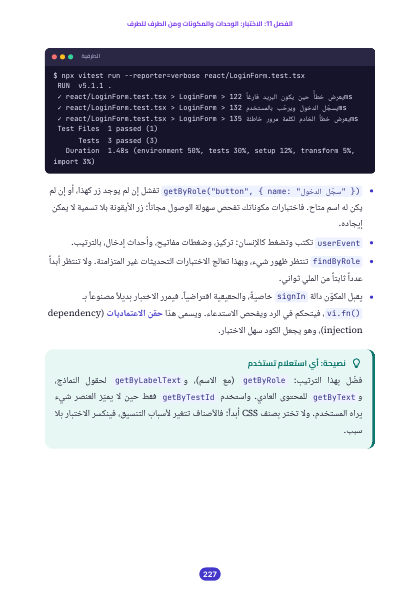 الفصل 11: الاختبار: الوحدات والمكونات ومن الطرف للطرف
الطرفية
$ npx vitest run --reporter=verbose react/LoginForm.test.tsx
RUN v5.1.1 .
✓ react/LoginForm.test.tsx > LoginForm > يعرض خطأً حين يكون البريد فارغاً 122ms
✓ react/LoginForm.test.tsx > LoginForm > يسجّل الدخول ويرحّب بالمستخدم 132ms
✓ react/LoginForm.test.tsx > LoginForm > يعرض خطأ الخادم لكلمة مرور خاطئة 135ms
Test Files 1 passed (1)
Tests 3 passed (3)
Duration 1.48s (environment 50%, tests 30%, setup 12%, transform 5%,
import 3%)
• getByRole("button", { name: "سجّل الدخول" }) تفشل إن لم يوجد زر كهذا، أو إن لم
يكن له اسم متاح. فاختبارات مكوناتك تفحص سهولة الوصول مجاناً: زر الأيقونة بلا تسمية لا يمكن
إيجاده.
• userEvent تكتب وتضغط كالإنسان: تركيز، وضغطات مفاتيح، وأحداث إدخال، بالترتيب.
• findByRole تنتظر ظهور شيء، وبهذا تعالج الاختبارات التحديثات غير المتزامنة. ولا تنتظر أبداً
عدداً ثابتاً من الملي ثواني.
• يقبل المكوّن دالة signIn خاصيةً، والحقيقية افتراضياً. فيمرر الاختبار بديلاً مصنوعاً بـ
vi.fn()، فيتحكم في الرد ويفحص الاستدعاء. ويسمى هذا حقن الاعتماديات (dependency
injection)، وهو يجعل الكود سهل الاختبار.
نصيحة: أي استعلام تستخدم
فضّل بهذا الترتيب: getByRole (مع الاسم)، و getByLabelText لحقول النماذج،
و getByText للمحتوى العادي. واستخدم getByTestId فقط حين لا يميّز العنصر شيء
يراه المستخدم. ولا تختر بصنف CSS أبداً: فالأصناف تتغير لأسباب التنسيق، فينكسر الاختبار بلا
سبب.
227